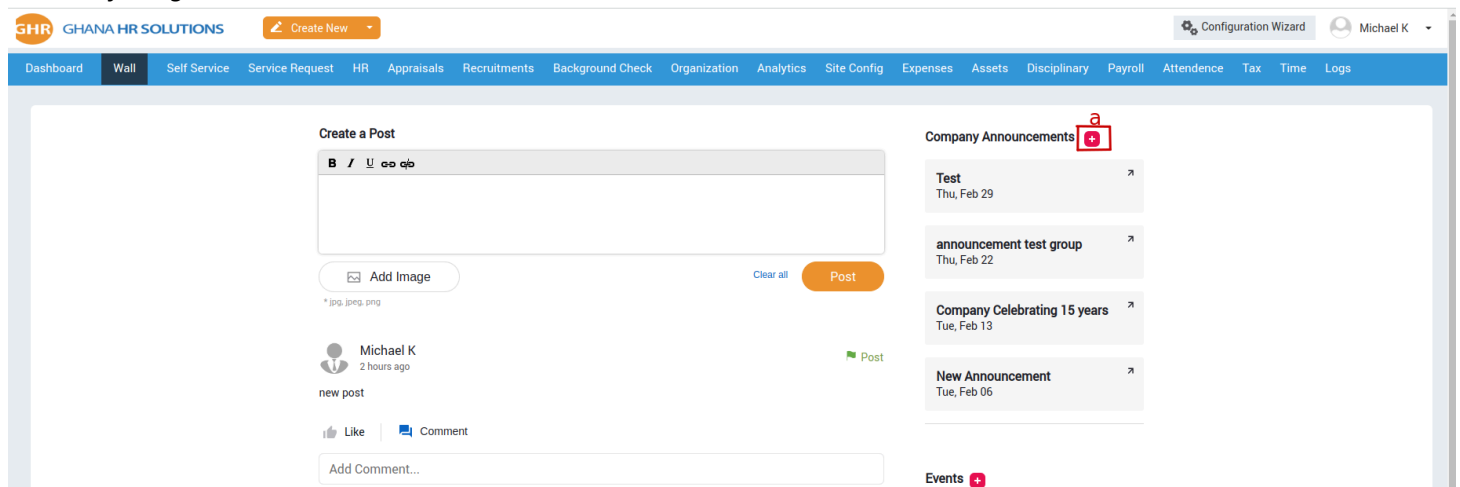 GHR GHANA HR SOLUTIONS Create New Configuration Wizard Michael K
Dashboard Wall Self Service Service Request HR Appraisals Recruitments Background Check Organization Analytics Site Config Expenses Assets Disciplinary Payroll Attendence Tax Time Logs
Create a Post
B I U
Add Image Clear all Post
* jpg, jpeg, png
Michael K
2 hours ago
Post
new post
Like Comment
Add Comment...
a
Company Announcements +
Test
Thu, Feb 29
announcement test group
Thu, Feb 22
Company Celebrating 15 years
Tue, Feb 13
New Announcement
Tue, Feb 06
Events +